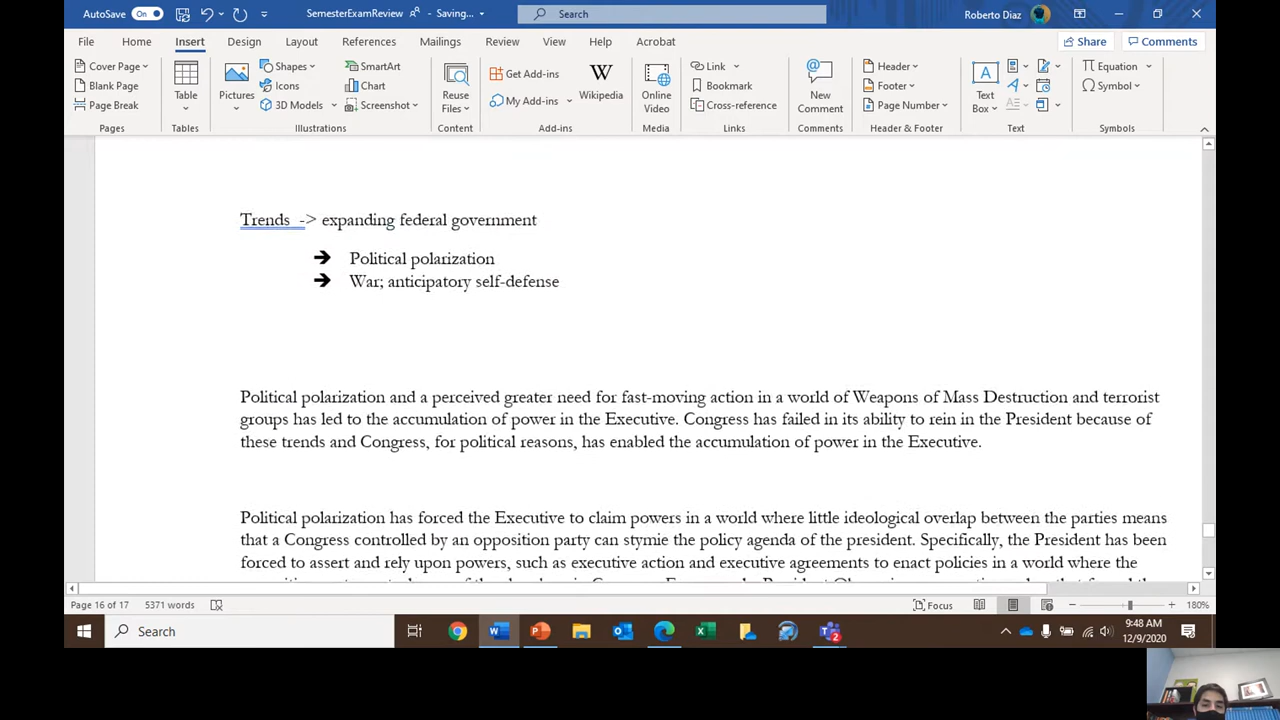 AutoSave On SemesterExamReview - Saving... Search Roberto Diaz
File Home Insert Design Layout References Mailings Review View Help Acrobat Share Comments
Cover Page
Blank Page
Page Break
Pages
Table
Tables
Pictures
Shapes
Icons
3D Models
SmartArt
Chart
Screenshot
Illustrations
Reuse
Files
Content
Get Add-ins
My Add-ins
Wikipedia
Add-ins
Online
Video
Media
Link
Bookmark
Cross-reference
Links
New
Comment
Comments
Header
Footer
Page Number
Header & Footer
Text
Box
Text
Equation
Symbol
Symbols
Trends -> expanding federal government
➔ Political polarization
➔ War; anticipatory self-defense
Political polarization and a perceived greater need for fast-moving action in a world of Weapons of Mass Destruction and terrorist
groups has led to the accumulation of power in the Executive. Congress has failed in its ability to rein in the President because of
these trends and Congress, for political reasons, has enabled the accumulation of power in the Executive.
Political polarization has forced the Executive to claim powers in a world where little ideological overlap between the parties means
that a Congress controlled by an opposition party can stymie the policy agenda of the president. Specifically, the President has been
forced to assert and rely upon powers, such as executive action and executive agreements to enact policies in a world where the
Page 16 of 17 5371 words Focus 180%
Search
9:48 AM
12/9/2020